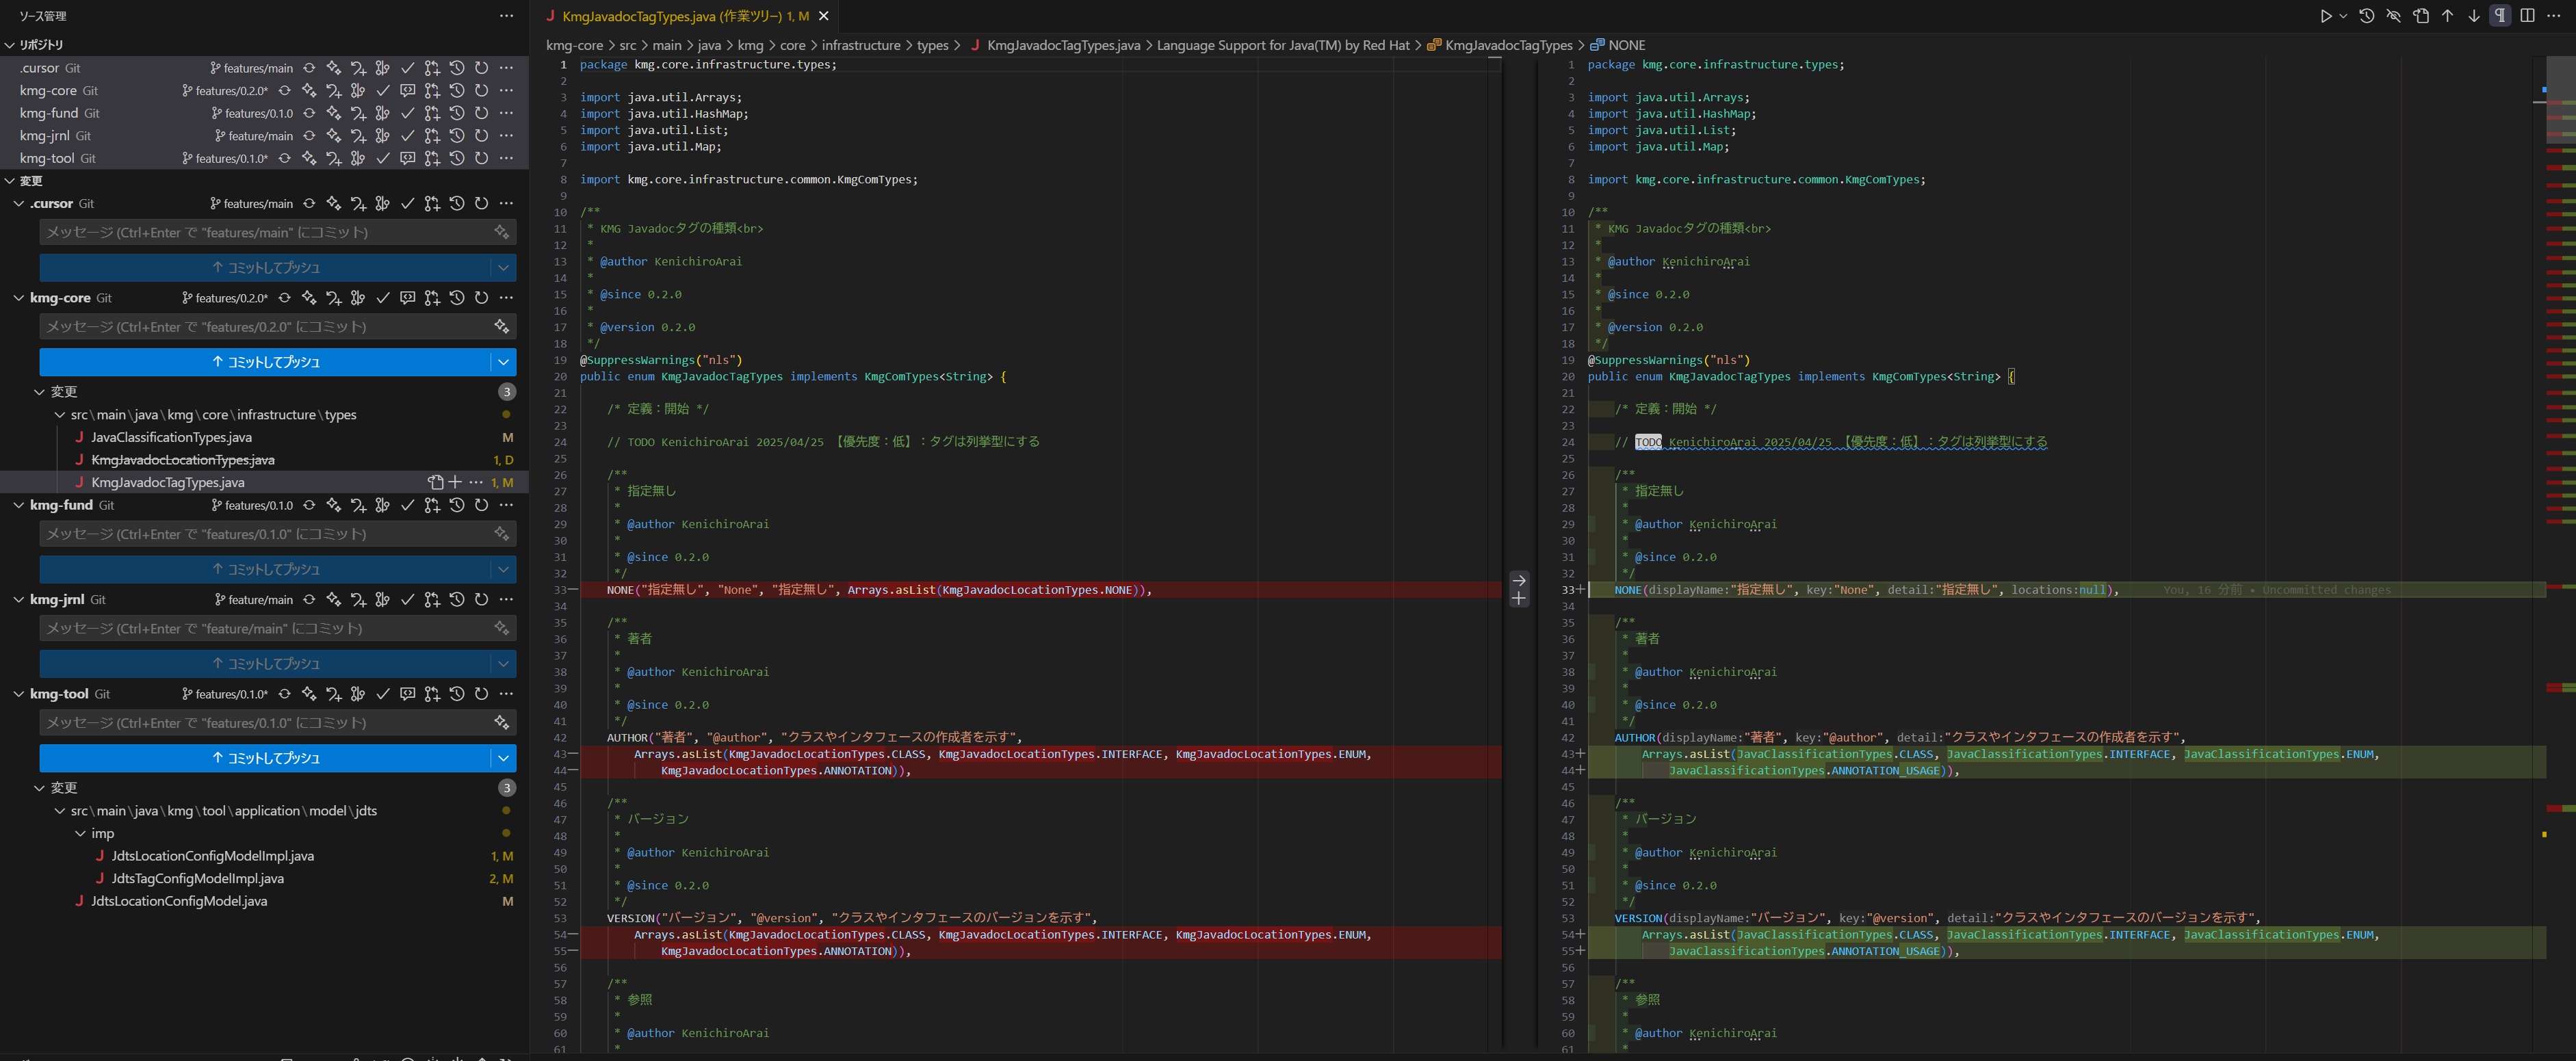 ソース管理
リポジトリ
.cursor Git features/main
kmg-core Git features/0.2.0*
kmg-fund Git features/0.1.0
kmg-jrnl Git feature/main
kmg-tool Git features/0.1.0*
変更
.cursor Git features/main
メッセージ (Ctrl+Enter で "features/main" にコミット)
コミットしてプッシュ
kmg-core Git features/0.2.0*
メッセージ (Ctrl+Enter で "features/0.2.0" にコミット)
コミットしてプッシュ
変更 3
src\main\java\kmg\core\infrastructure\types
JavaClassificationTypes.java M
KmgJavadocLocationTypes.java 1, D
KmgJavadocTagTypes.java 1, M
kmg-fund Git features/0.1.0
メッセージ (Ctrl+Enter で "features/0.1.0" にコミット)
コミットしてプッシュ
kmg-jrnl Git feature/main
メッセージ (Ctrl+Enter で "feature/main" にコミット)
コミットしてプッシュ
kmg-tool Git features/0.1.0*
メッセージ (Ctrl+Enter で "features/0.1.0" にコミット)
コミットしてプッシュ
変更 3
src\main\java\kmg\tool\application\model\jdts
imp
JdtsLocationConfigModelImpl.java 1, M
JdtsTagConfigModelImpl.java 2, M
JdtsLocationConfigModel.java M
KmgJavadocTagTypes.java (作業ツリー) 1, M
kmg-core > src > main > java > kmg > core > infrastructure > types > KmgJavadocTagTypes.java > Language Support for Java(TM) by Red Hat > KmgJavadocTagTypes > NONE
1 package kmg.core.infrastructure.types;
2
3 import java.util.Arrays;
4 import java.util.HashMap;
5 import java.util.List;
6 import java.util.Map;
7
8 import kmg.core.infrastructure.common.KmgComTypes;
9
10 /**
11 * KMG Javadocタグの種類<br>
12 *
13 * @author KenichiroArai
14 *
15 * @since 0.2.0
16 *
17 * @version 0.2.0
18 */
19 @SuppressWarnings("nls")
20 public enum KmgJavadocTagTypes implements KmgComTypes<String> {
21
22 /* 定義：開始 */
23
24 // TODO KenichiroArai 2025/04/25 【優先度：低】：タグは列挙型にする
25
26 /**
27 * 指定無し
28 *
29 * @author KenichiroArai
30 *
31 * @since 0.2.0
32 */
33− NONE("指定無し", "None", "指定無し", Arrays.asList(KmgJavadocLocationTypes.NONE)),
34
35 /**
36 * 著者
37 *
38 * @author KenichiroArai
39 *
40 * @since 0.2.0
41 */
42 AUTHOR("著者", "@author", "クラスやインタフェースの作成者を示す",
43− Arrays.asList(KmgJavadocLocationTypes.CLASS, KmgJavadocLocationTypes.INTERFACE, KmgJavadocLocationTypes.ENUM,
44− KmgJavadocLocationTypes.ANNOTATION)),
45
46 /**
47 * バージョン
48 *
49 * @author KenichiroArai
50 *
51 * @since 0.2.0
52 */
53 VERSION("バージョン", "@version", "クラスやインタフェースのバージョンを示す",
54− Arrays.asList(KmgJavadocLocationTypes.CLASS, KmgJavadocLocationTypes.INTERFACE, KmgJavadocLocationTypes.ENUM,
55− KmgJavadocLocationTypes.ANNOTATION)),
56
57 /**
58 * 参照
59 *
60 * @author KenichiroArai
61 *
1 package kmg.core.infrastructure.types;
2
3 import java.util.Arrays;
4 import java.util.HashMap;
5 import java.util.List;
6 import java.util.Map;
7
8 import kmg.core.infrastructure.common.KmgComTypes;
9
10 /**
11 * KMG Javadocタグの種類<br>
12 *
13 * @author KenichiroArai
14 *
15 * @since 0.2.0
16 *
17 * @version 0.2.0
18 */
19 @SuppressWarnings("nls")
20 public enum KmgJavadocTagTypes implements KmgComTypes<String> {
21
22 /* 定義：開始 */
23
24 // TODO KenichiroArai 2025/04/25 【優先度：低】：タグは列挙型にする
25
26 /**
27 * 指定無し
28 *
29 * @author KenichiroArai
30 *
31 * @since 0.2.0
32 */
33+ NONE(displayName:"指定無し", key:"None", detail:"指定無し", locations:null), You, 16 分前 • Uncommitted changes
34
35 /**
36 * 著者
37 *
38 * @author KenichiroArai
39 *
40 * @since 0.2.0
41 */
42 AUTHOR(displayName:"著者", key:"@author", detail:"クラスやインタフェースの作成者を示す",
43+ Arrays.asList(JavaClassificationTypes.CLASS, JavaClassificationTypes.INTERFACE, JavaClassificationTypes.ENUM,
44+ JavaClassificationTypes.ANNOTATION_USAGE)),
45
46 /**
47 * バージョン
48 *
49 * @author KenichiroArai
50 *
51 * @since 0.2.0
52 */
53 VERSION(displayName:"バージョン", key:"@version", detail:"クラスやインタフェースのバージョンを示す",
54+ Arrays.asList(JavaClassificationTypes.CLASS, JavaClassificationTypes.INTERFACE, JavaClassificationTypes.ENUM,
55+ JavaClassificationTypes.ANNOTATION_USAGE)),
56
57 /**
58 * 参照
59 *
60 * @author KenichiroArai
61 *